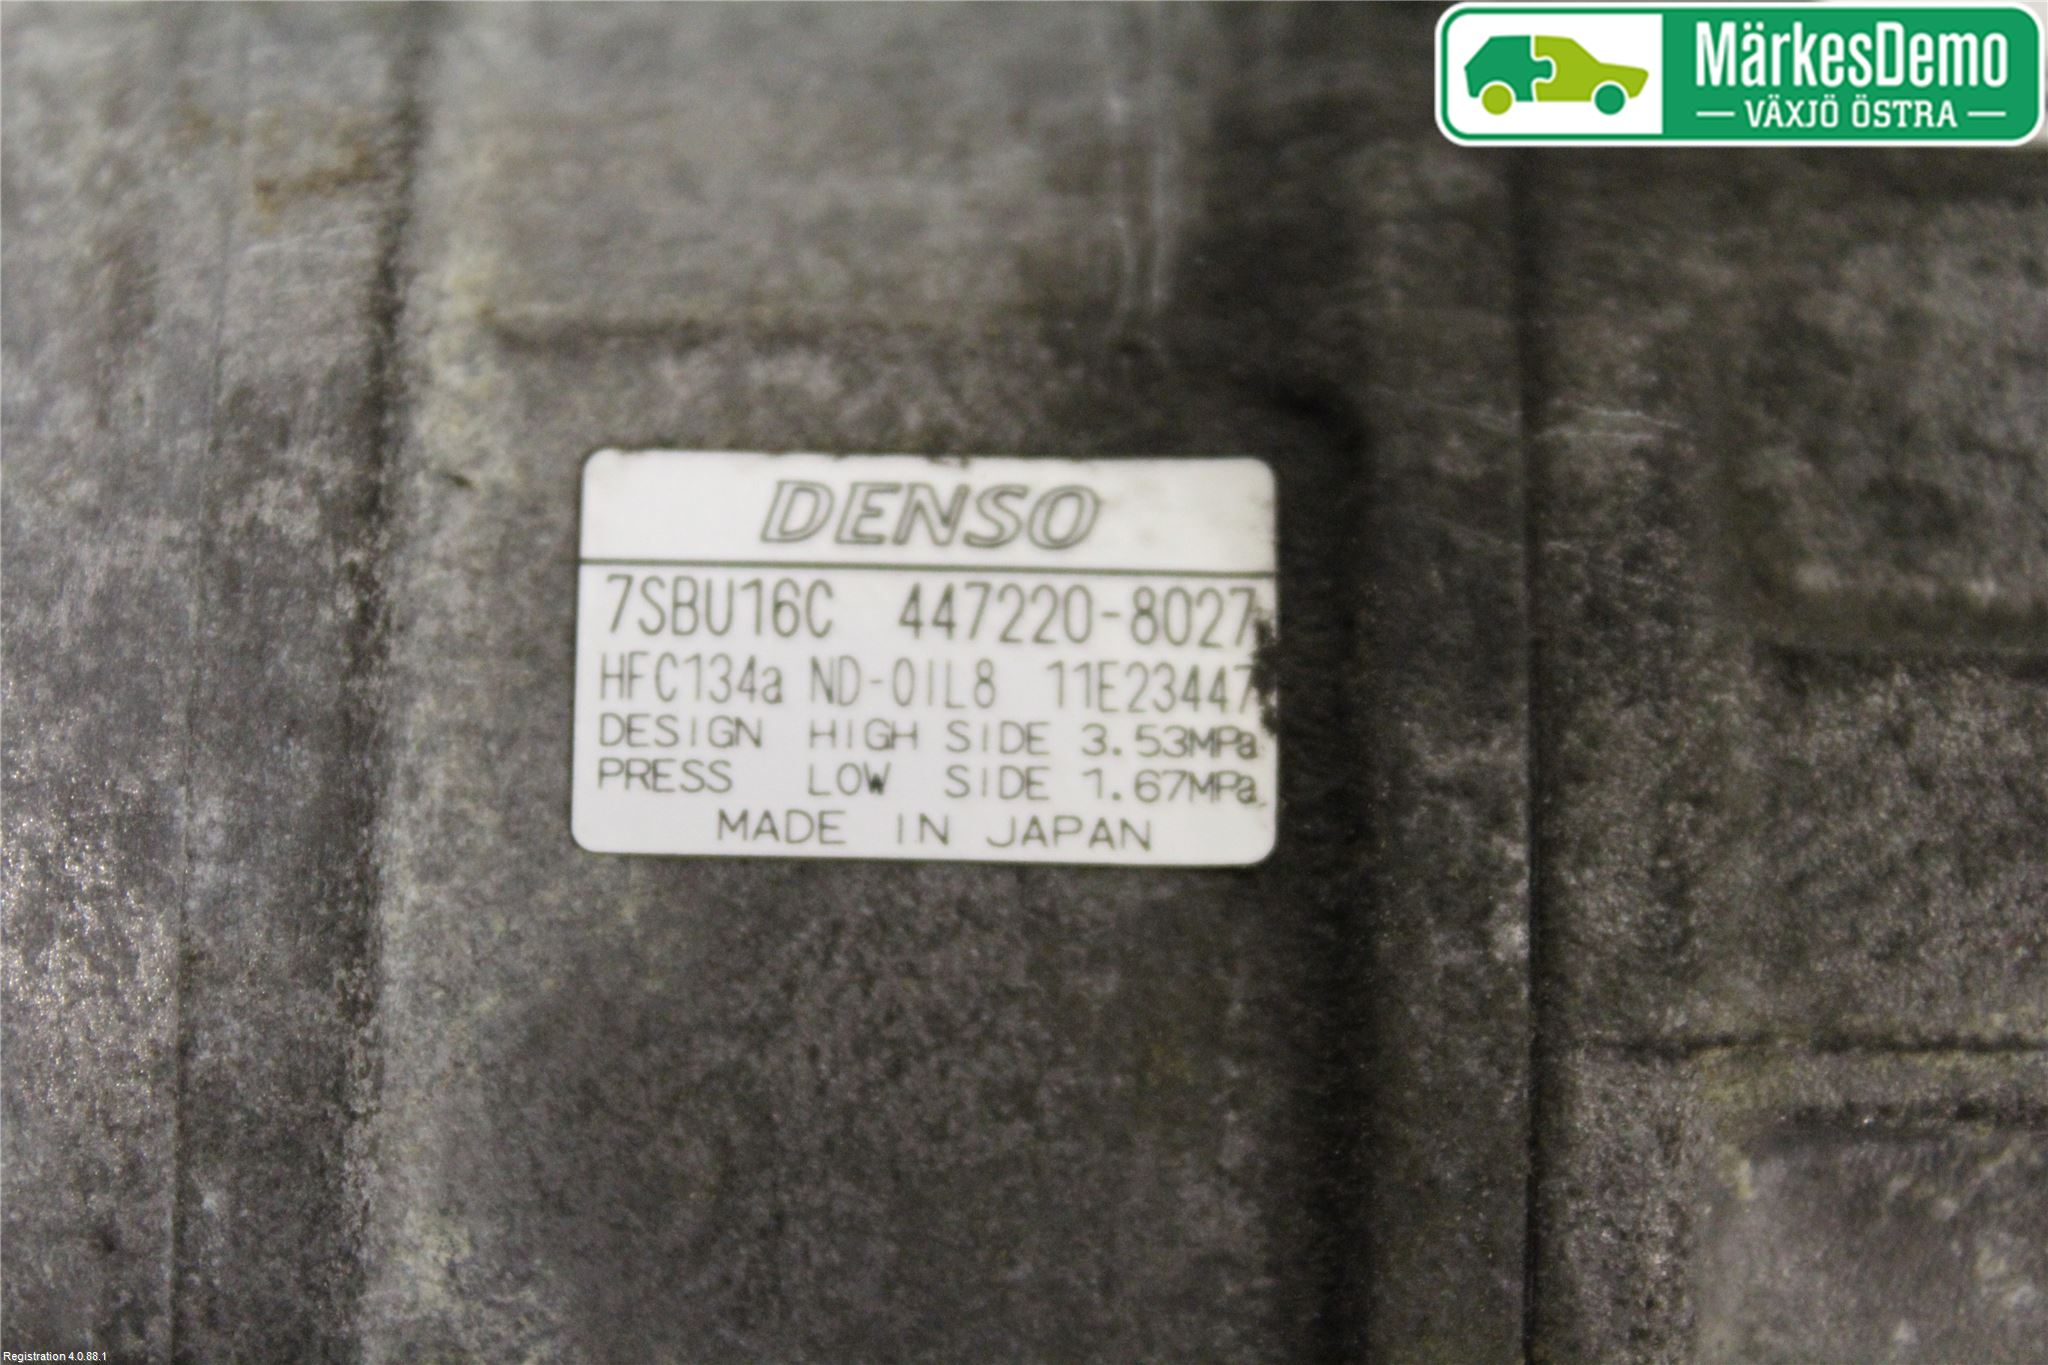 MärkesDemo
VÄXJÖ ÖSTRA
DENSO
7SBU16C 447220-8027
HFC134a ND-OIL8 11E23447
DESIGN HIGH SIDE 3.53MPa
PRESS LOW SIDE 1.67MPa
MADE IN JAPAN
Registration 4.0.88.1